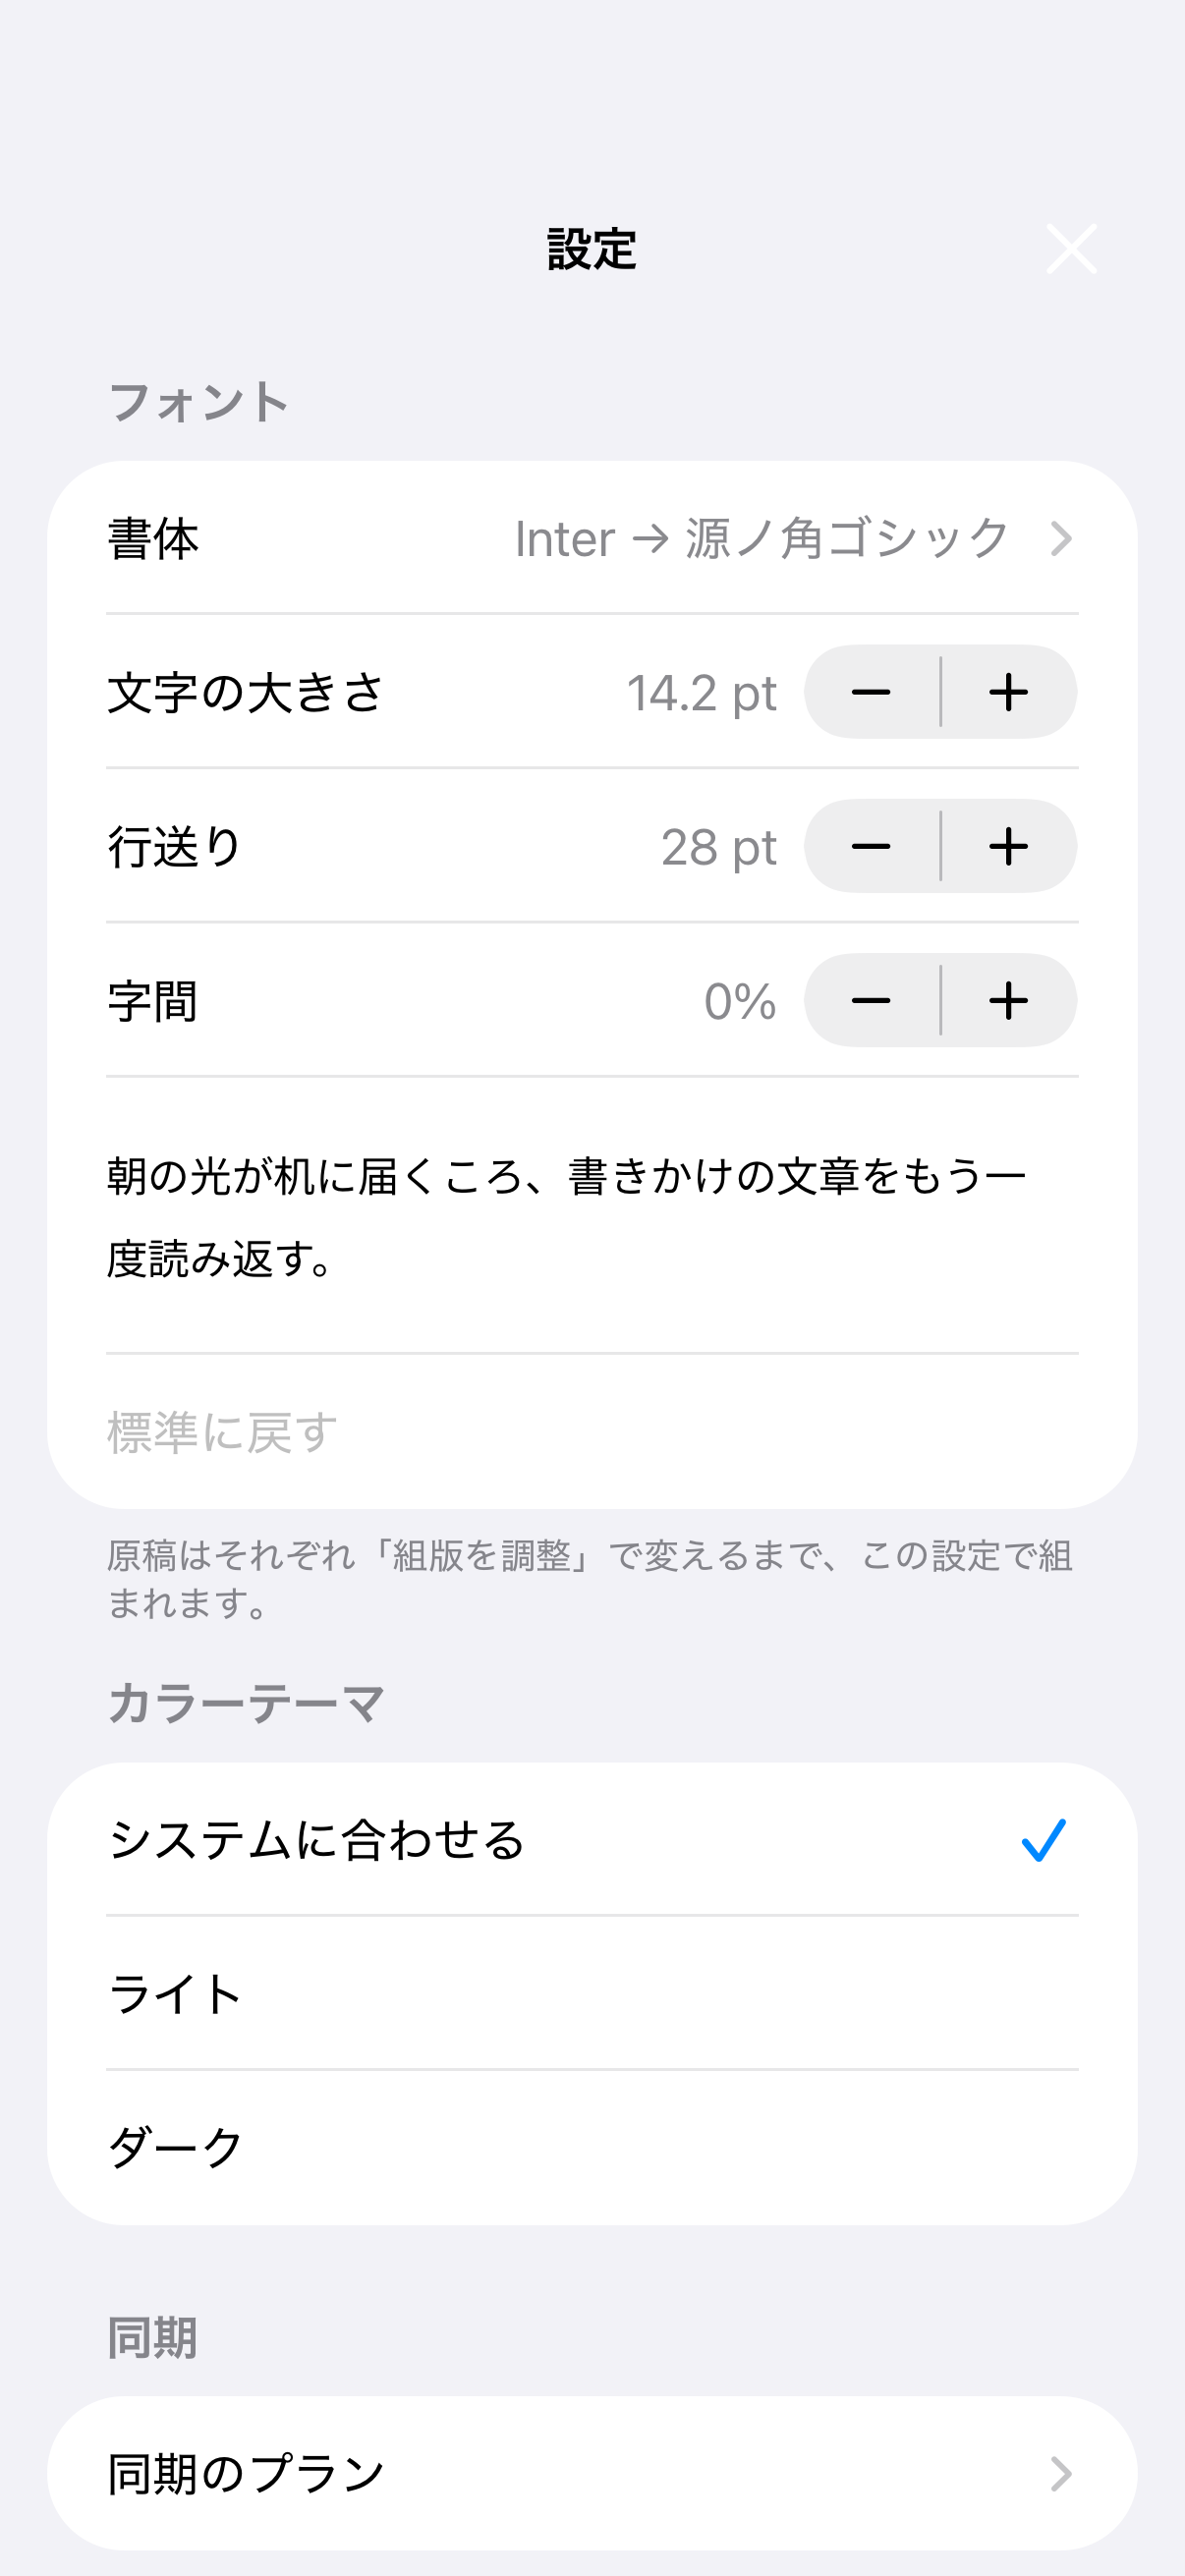 設定
フォント
書体 Inter → 源ノ角ゴシック
文字の大きさ 14.2 pt
行送り 28 pt
字間 0%
朝の光が机に届くころ、書きかけの文章をもう一
度読み返す。
標準に戻す
原稿はそれぞれ「組版を調整」で変えるまで、この設定で組
まれます。
カラーテーマ
システムに合わせる
ライト
ダーク
同期
同期のプラン